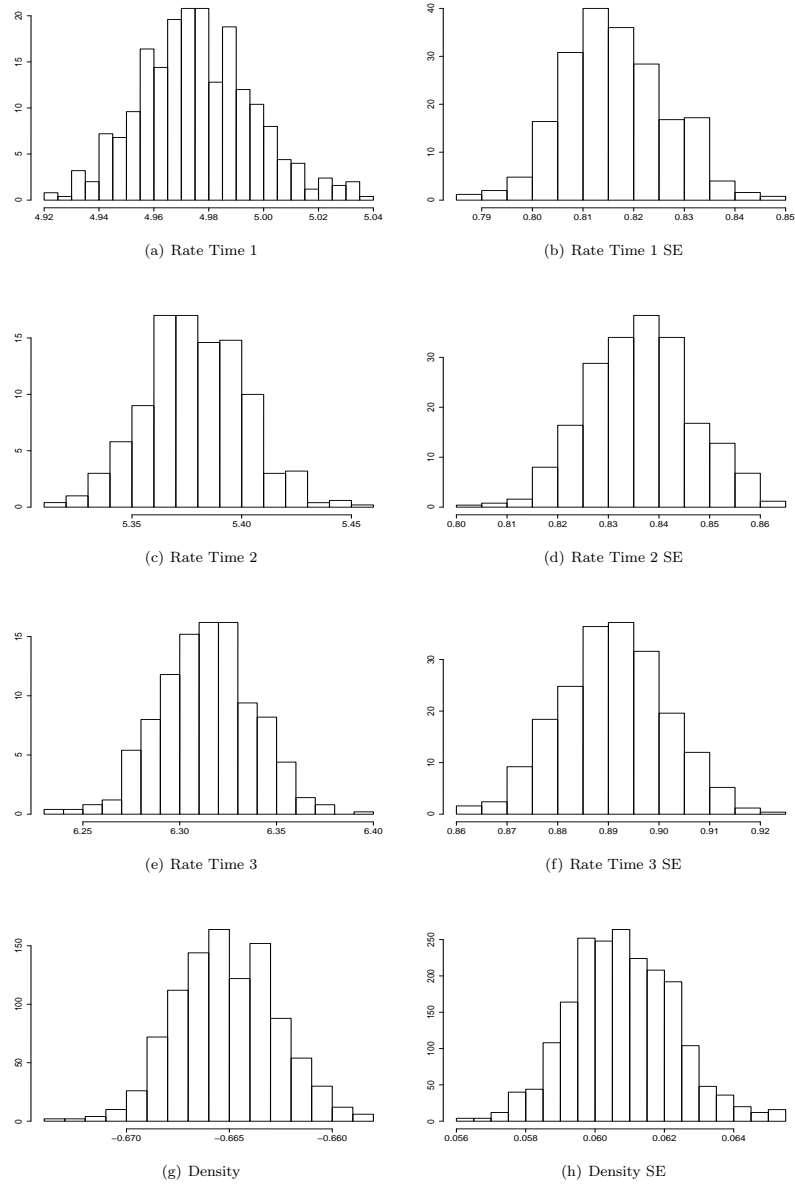 20
15
10
5
0
4.92 4.94 4.96 4.98 5.00 5.02 5.04
(a) Rate Time 1
40
30
20
10
0
0.79 0.80 0.81 0.82 0.83 0.84 0.85
(b) Rate Time 1 SE
15
10
5
0
5.35 5.40 5.45
(c) Rate Time 2
30
20
10
0
0.80 0.81 0.82 0.83 0.84 0.85 0.86
(d) Rate Time 2 SE
15
10
5
0
6.25 6.30 6.35 6.40
(e) Rate Time 3
30
20
10
0
0.86 0.87 0.88 0.89 0.90 0.91 0.92
(f) Rate Time 3 SE
150
100
50
0
−0.670 −0.665 −0.660
(g) Density
250
200
150
100
50
0
0.056 0.058 0.060 0.062 0.064
(h) Density SE